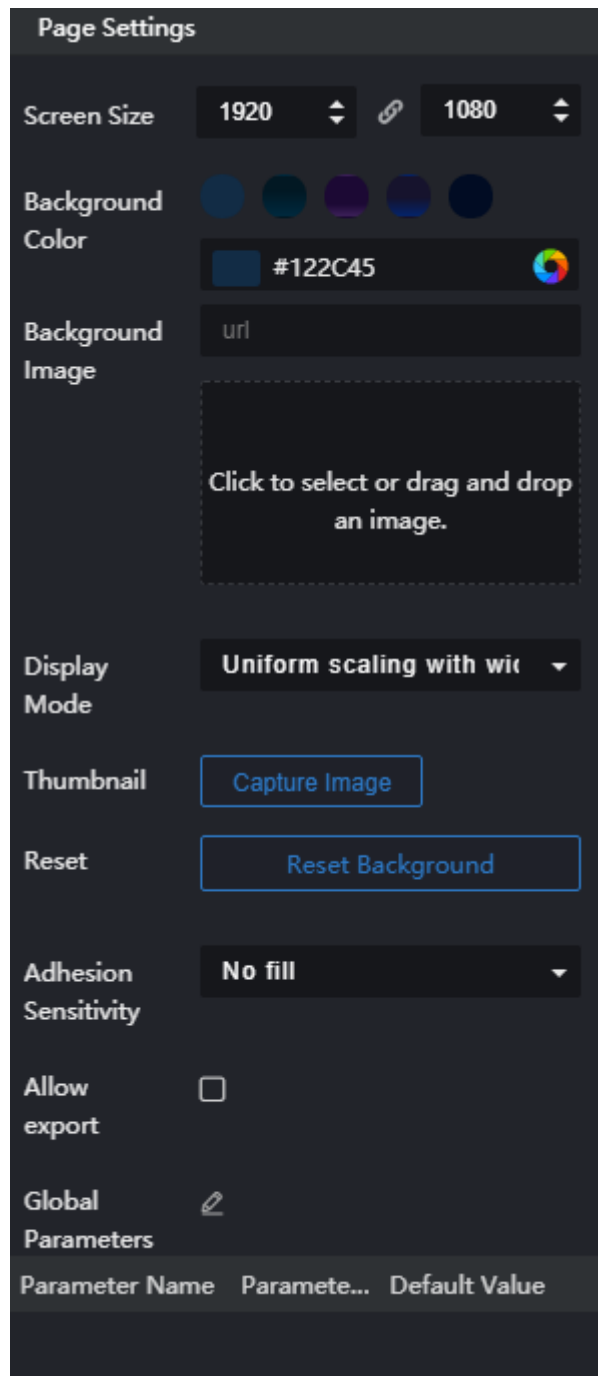 Page Settings
Screen Size 1920 1080
Background
Color
#122C45
Background
Image
url
Click to select or drag and drop
an image.
Display
Mode
Uniform scaling with
Thumbnail Capture Image
Reset Reset Background
Adhesion
Sensitivity
No fill
Allow
export
Global
Parameters
Parameter Name Paramete... Default Value